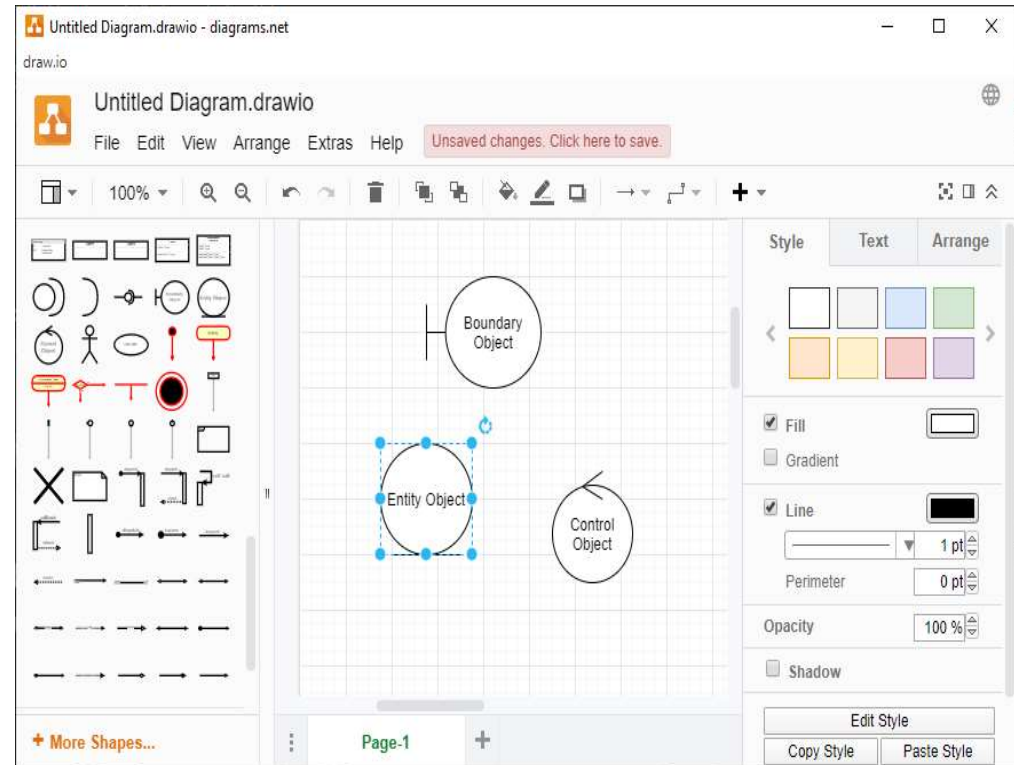 Untitled Diagram.drawio - diagrams.net
draw.io
Untitled Diagram.drawio
File Edit View Arrange Extras Help Unsaved changes. Click here to save.
100%
Style Text Arrange
Boundary
Object
Entity Object
Control
Object
Fill
Gradient
Line
1 pt
Perimeter 0 pt
Opacity 100 %
Shadow
Edit Style
Copy Style Paste Style
+ More Shapes...
Page-1